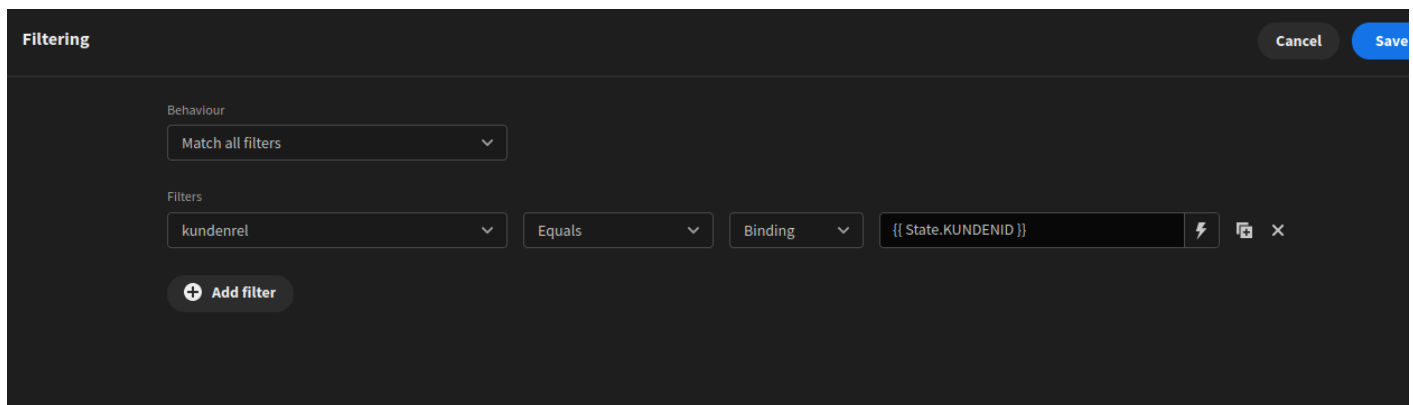 Filtering
Cancel
Save
Behaviour
Match all filters
Filters
kundenrel
Equals
Binding
{{ State.KUNDENID }}
Add filter